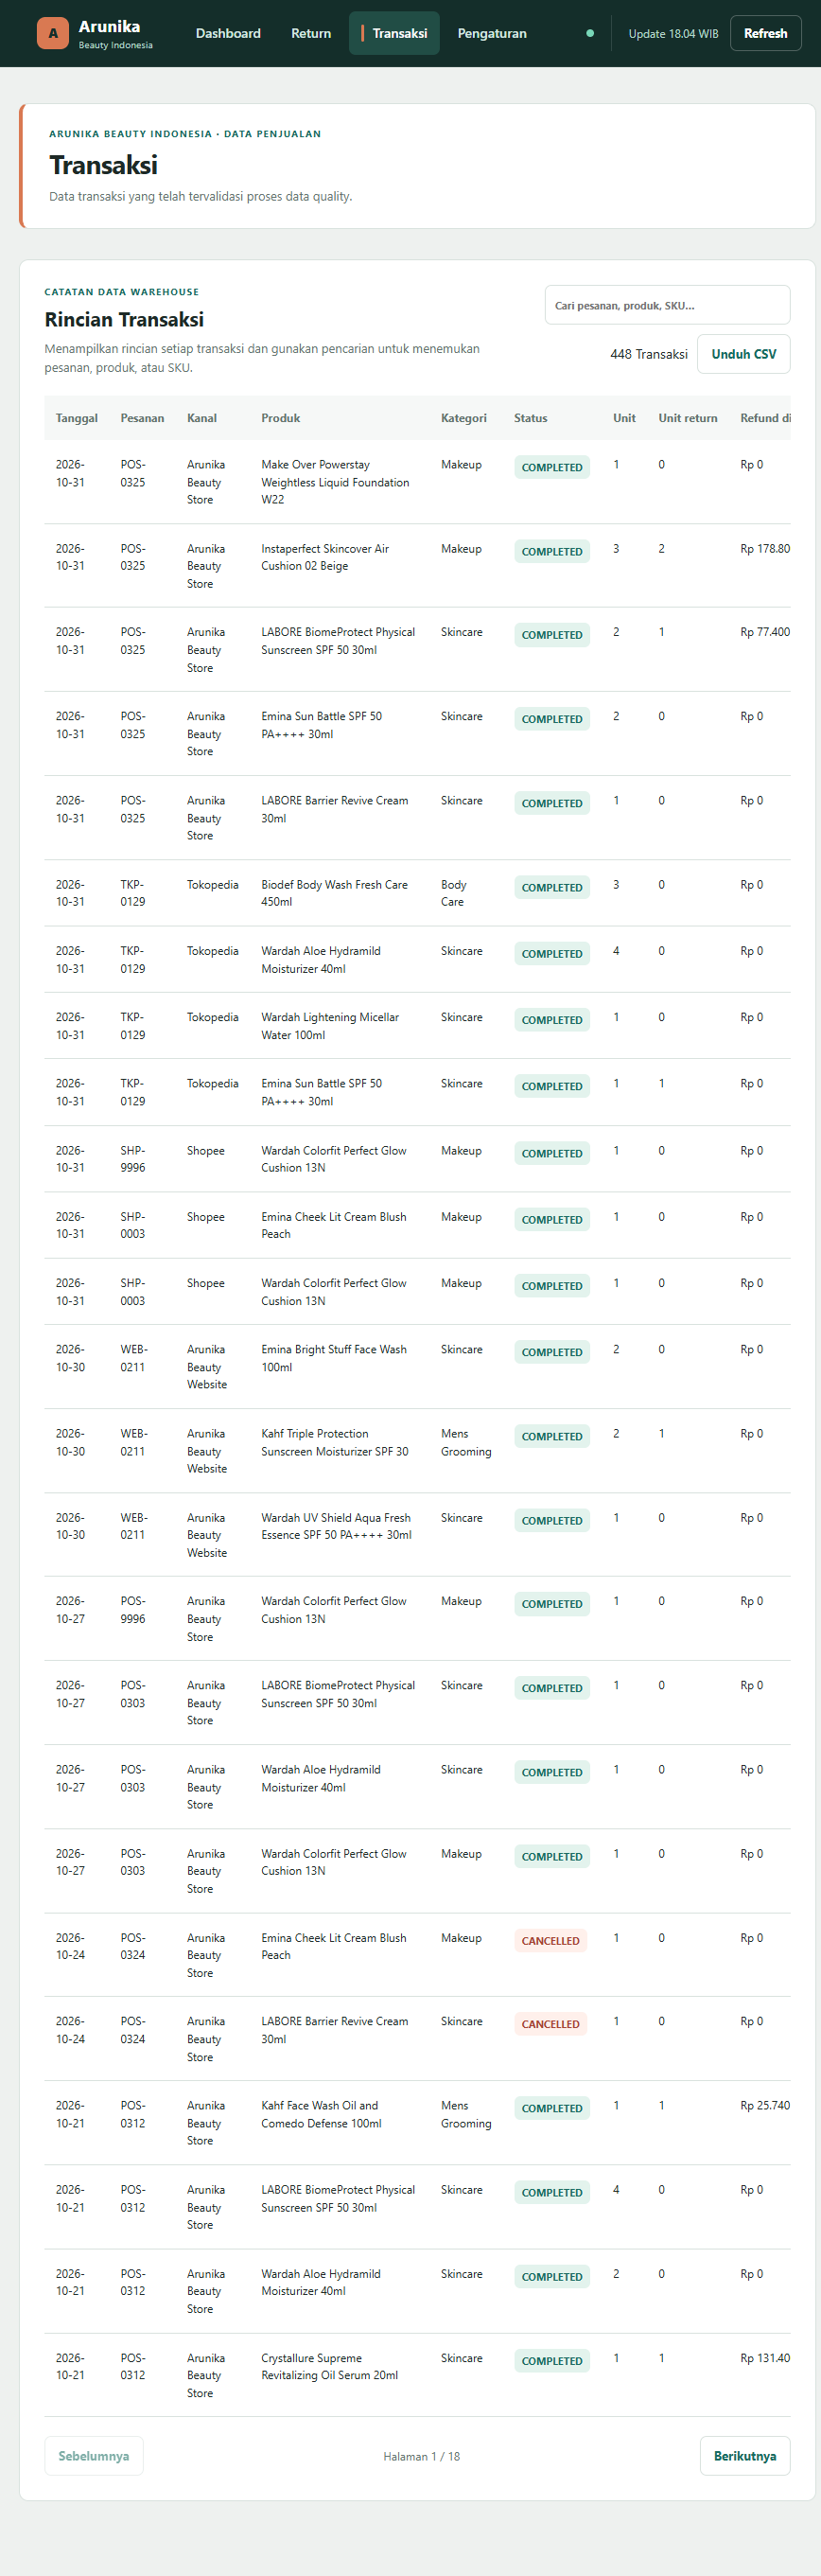 A
Arunika
Beauty Indonesia
Dashboard
Return
Transaksi
Pengaturan
Update 18.04 WIB
Refresh
ARUNIKA BEAUTY INDONESIA • DATA PENJUALAN
Transaksi
Data transaksi yang telah tervalidasi proses data quality.
CATATAN DATA WAREHOUSE
Rincian Transaksi
Menampilkan rincian setiap transaksi dan gunakan pencarian untuk menemukan
pesanan, produk, atau SKU.
Cari pesanan, produk, SKU...
448 Transaksi
Unduh CSV
Tanggal Pesanan Kanal Produk Kategori Status Unit Unit return Refund di
2026- POS- Arunika Make Over Powerstay Makeup COMPLETED 1 0 Rp 0
10-31 0325 Beauty Weightless Liquid Foundation
Store W22
2026- POS- Arunika Instaperfect Skincover Air Makeup COMPLETED 3 2 Rp 178.80
10-31 0325 Beauty Cushion 02 Beige
Store
2026- POS- Arunika LABORE BiomeProtect Physical Skincare COMPLETED 2 1 Rp 77.400
10-31 0325 Beauty Sunscreen SPF 50 30ml
Store
2026- POS- Arunika Emina Sun Battle SPF 50 Skincare COMPLETED 2 0 Rp 0
10-31 0325 Beauty PA++++ 30ml
Store
2026- POS- Arunika LABORE Barrier Revive Cream Skincare COMPLETED 1 0 Rp 0
10-31 0325 Beauty 30ml
Store
2026- TKP- Tokopedia Biodef Body Wash Fresh Care Body COMPLETED 3 0 Rp 0
10-31 0129 450ml Care
2026- TKP- Tokopedia Wardah Aloe Hydramild Skincare COMPLETED 4 0 Rp 0
10-31 0129 Moisturizer 40ml
2026- TKP- Tokopedia Wardah Lightening Micellar Skincare COMPLETED 1 0 Rp 0
10-31 0129 Water 100ml
2026- TKP- Tokopedia Emina Sun Battle SPF 50 Skincare COMPLETED 1 1 Rp 0
10-31 0129 PA++++ 30ml
2026- SHP- Shopee Wardah Colorfit Perfect Glow Makeup COMPLETED 1 0 Rp 0
10-31 9996 Cushion 13N
2026- SHP- Shopee Emina Cheek Lit Cream Blush Makeup COMPLETED 1 0 Rp 0
10-31 0003 Peach
2026- SHP- Shopee Wardah Colorfit Perfect Glow Makeup COMPLETED 1 0 Rp 0
10-31 0003 Cushion 13N
2026- WEB- Arunika Emina Bright Stuff Face Wash Skincare COMPLETED 2 0 Rp 0
10-30 0211 Beauty 100ml
Website
2026- WEB- Arunika Kahf Triple Protection Mens COMPLETED 2 1 Rp 0
10-30 0211 Beauty Sunscreen Moisturizer SPF 30 Grooming
Website
2026- WEB- Arunika Wardah UV Shield Aqua Fresh Skincare COMPLETED 1 0 Rp 0
10-30 0211 Beauty Essence SPF 50 PA++++ 30ml
Website
2026- POS- Arunika Wardah Colorfit Perfect Glow Makeup COMPLETED 1 0 Rp 0
10-27 9996 Beauty Cushion 13N
Store
2026- POS- Arunika LABORE BiomeProtect Physical Skincare COMPLETED 1 0 Rp 0
10-27 0303 Beauty Sunscreen SPF 50 30ml
Store
2026- POS- Arunika Wardah Aloe Hydramild Skincare COMPLETED 1 0 Rp 0
10-27 0303 Beauty Moisturizer 40ml
Store
2026- POS- Arunika Wardah Colorfit Perfect Glow Makeup COMPLETED 1 0 Rp 0
10-27 0303 Beauty Cushion 13N
Store
2026- POS- Arunika Emina Cheek Lit Cream Blush Makeup CANCELLED 1 0 Rp 0
10-24 0324 Beauty Peach
Store
2026- POS- Arunika LABORE Barrier Revive Cream Skincare CANCELLED 1 0 Rp 0
10-24 0324 Beauty 30ml
Store
2026- POS- Arunika Kahf Face Wash Oil and Mens COMPLETED 1 1 Rp 25.740
10-21 0312 Beauty Comedo Defense 100ml Grooming
Store
2026- POS- Arunika LABORE BiomeProtect Physical Skincare COMPLETED 4 0 Rp 0
10-21 0312 Beauty Sunscreen SPF 50 30ml
Store
2026- POS- Arunika Wardah Aloe Hydramild Skincare COMPLETED 2 0 Rp 0
10-21 0312 Beauty Moisturizer 40ml
Store
2026- POS- Arunika Crystallure Supreme Skincare COMPLETED 1 1 Rp 131.40
10-21 0312 Beauty Revitalizing Oil Serum 20ml
Store
Sebelumnya
Halaman 1 / 18
Berikutnya